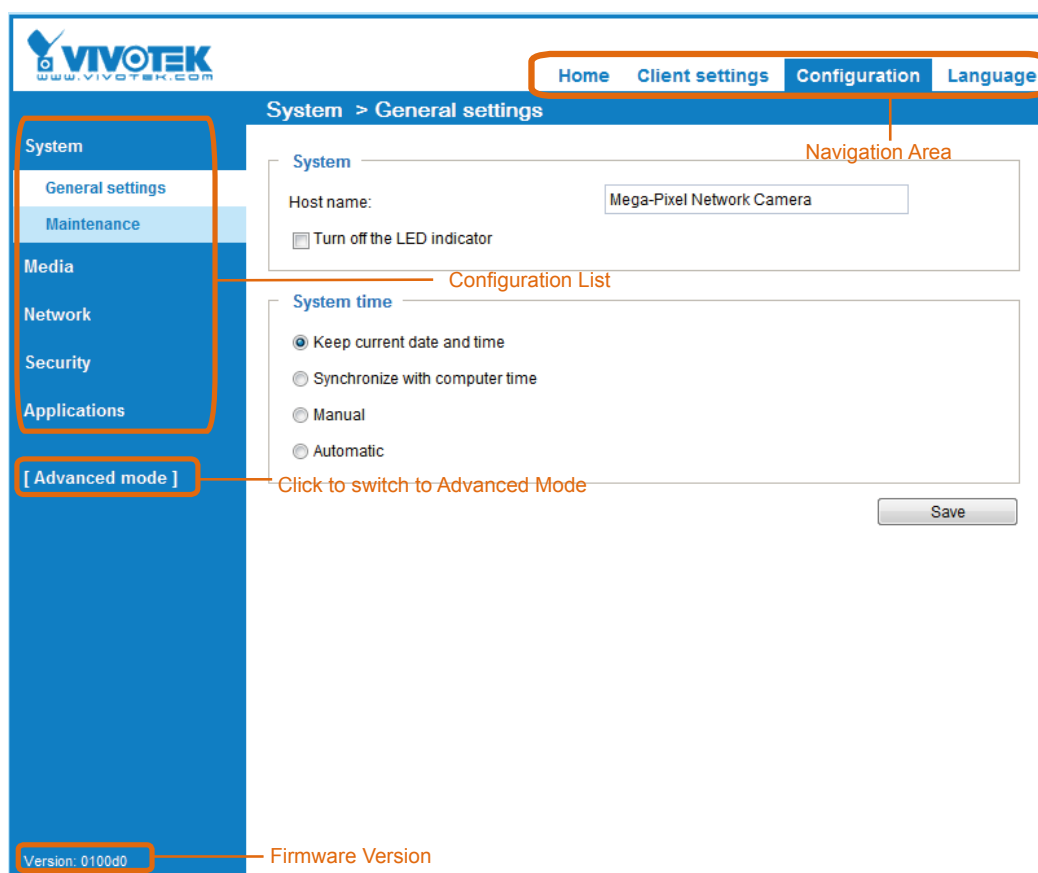 VIVOTEK
www.vivotek.com
Home Client settings Configuration Language
System > General settings
Navigation Area
System
General settings
Maintenance
Media
Network
Security
Applications
[ Advanced mode ]
Configuration List
System
Host name: Mega-Pixel Network Camera
Turn off the LED indicator
System time
Keep current date and time
Synchronize with computer time
Manual
Automatic
Click to switch to Advanced Mode
Save
Version: 0100d0
Firmware Version